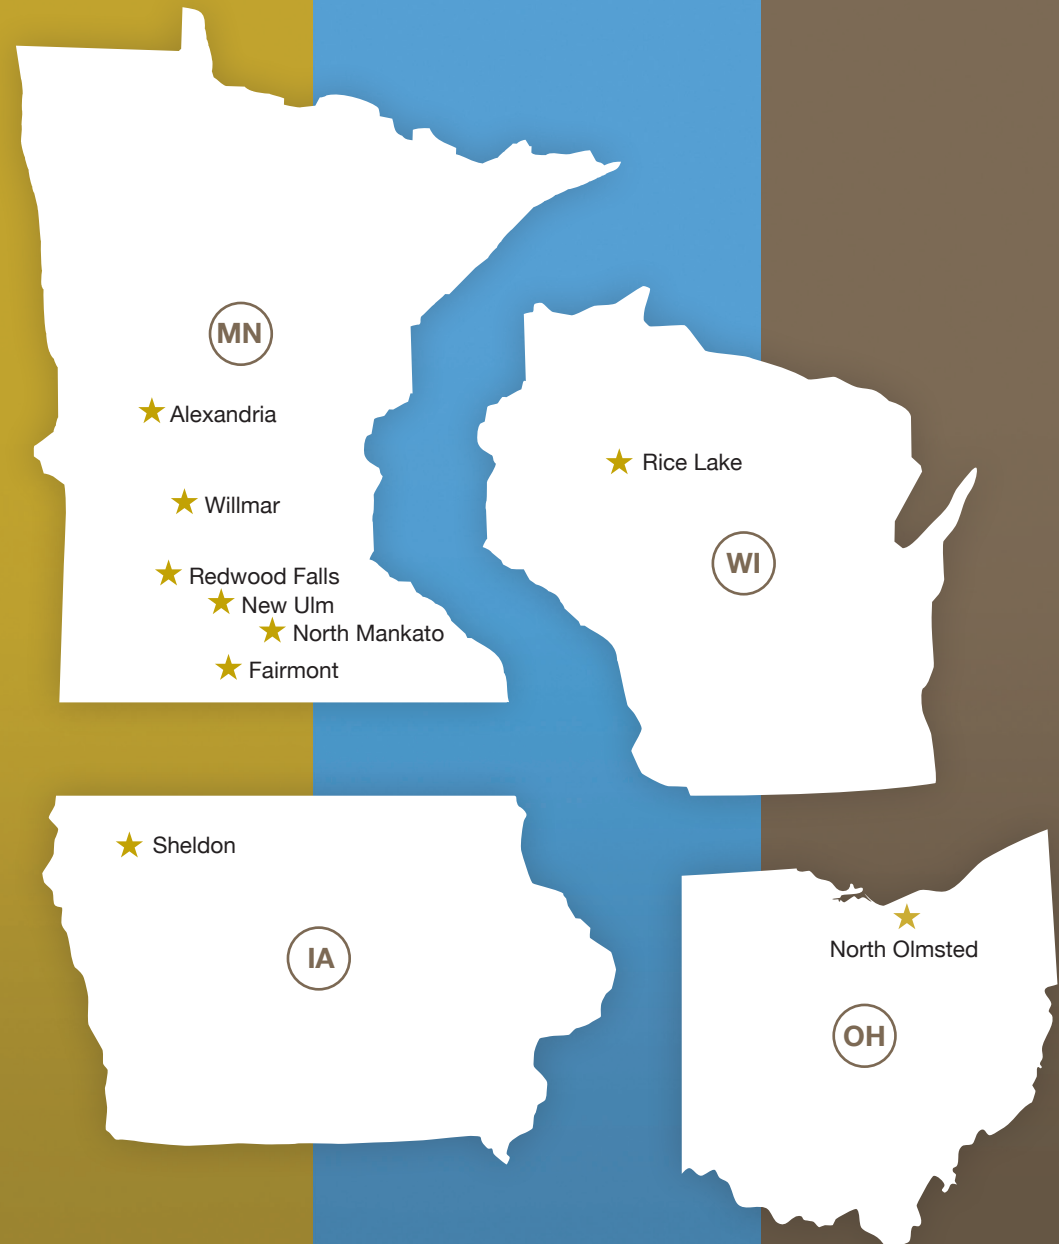 MN
Alexandria
Willmar
Redwood Falls
New Ulm
North Mankato
Fairmont
Rice Lake
WI
Sheldon
IA
North Olmsted
OH